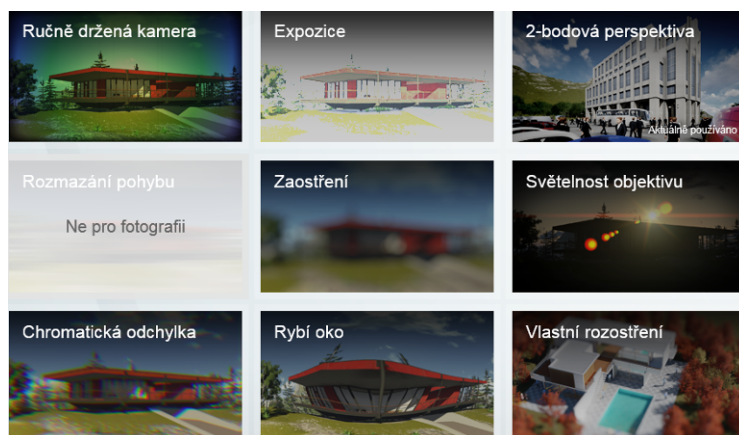 Ručně držená kamera
Expozice
2-bodová perspektiva
Aktuálně používáno
Rozmazání pohybu
Ne pro fotografii
Zaostření
Světelnost objektivu
Chromatická odchylka
Rybí oko
Vlastní rozostření